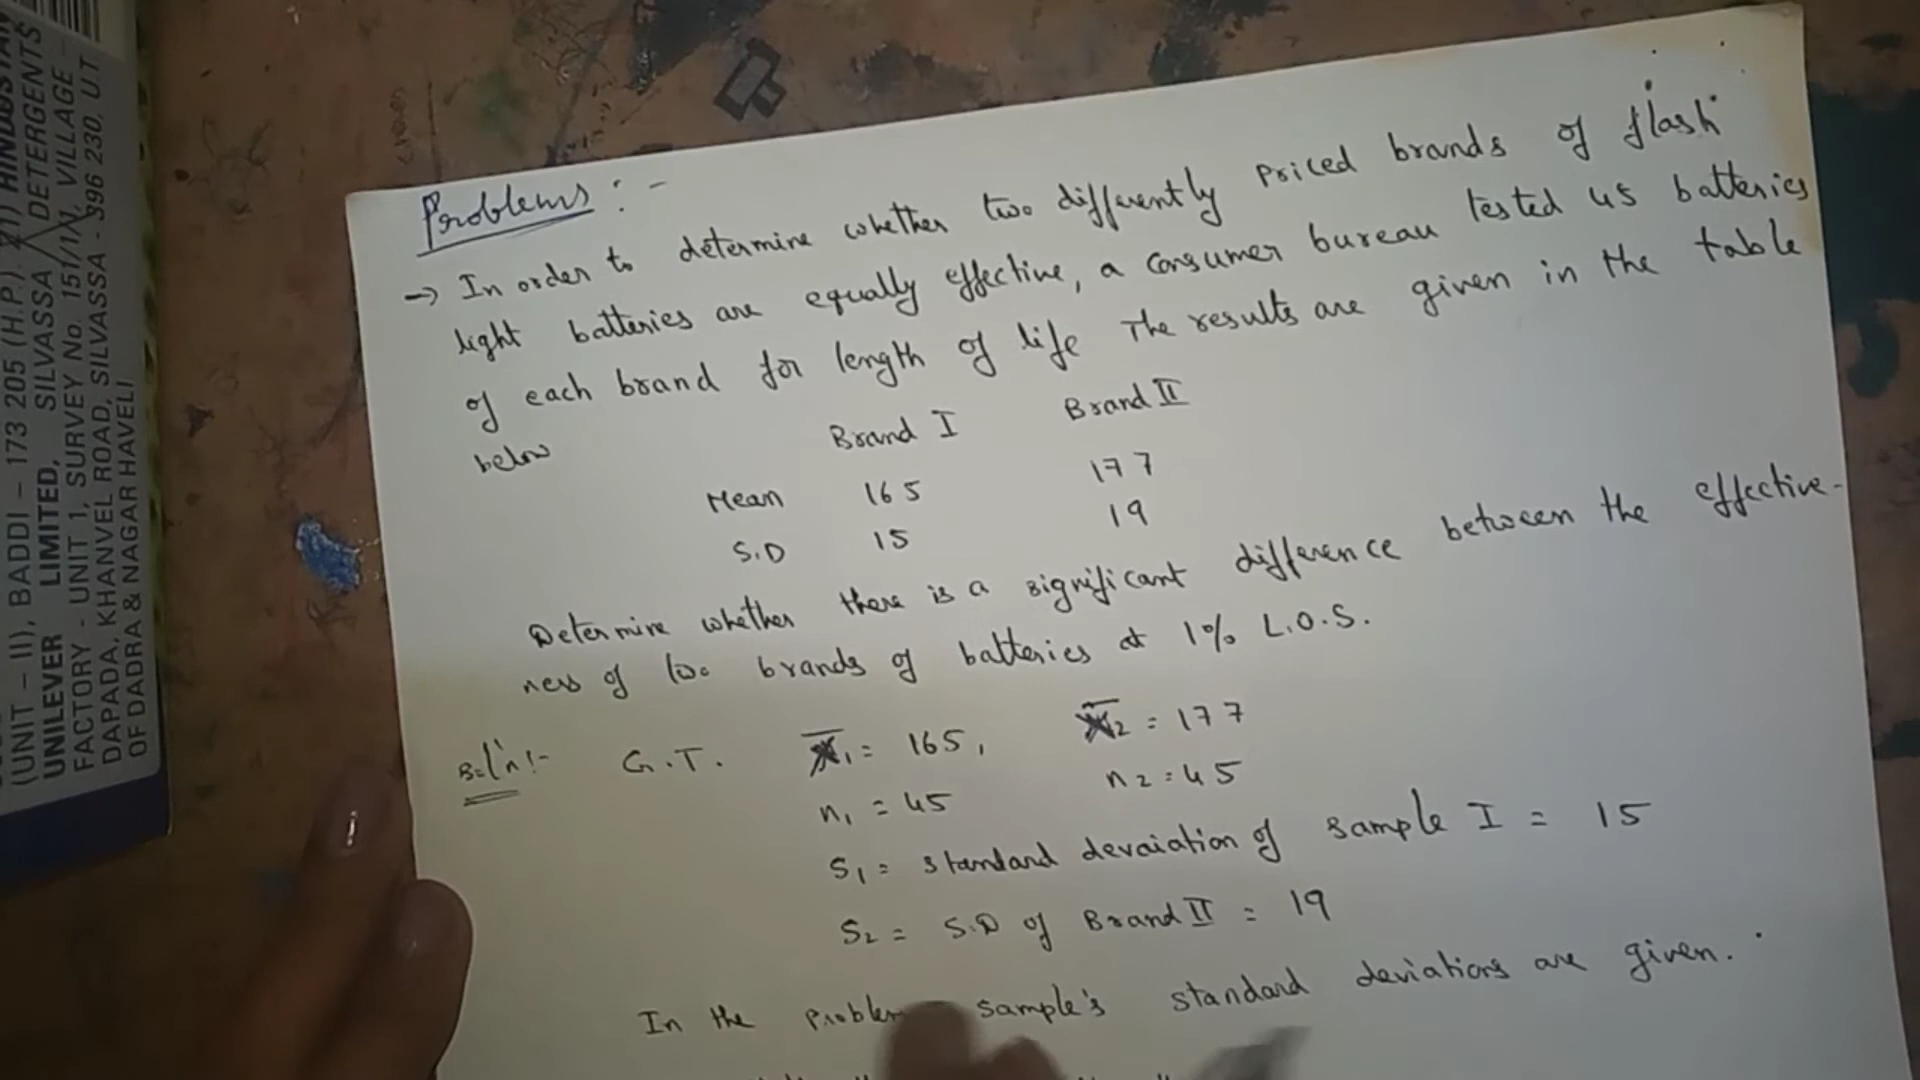 (UNIT – II), BADDI – 173 205 (H.P.).
UNILEVER LIMITED, SILVASSA
FACTORY - UNIT 1, SURVEY No. 151/1/1, VILLAGE
DAPADA, KHANVEL ROAD, SILVASSA - 396 230, UT
OF DADRA & NAGAR HAVELI
DETERGENTS
Problems :-
→ In order to determine whether two differently priced brands of flash
light batteries are equally effective, a consumer bureau tested 45 batteries
of each brand for length of life The results are given in the table
below
Brand I Brand II
Mean 165 177
S.D 15 19
Determine whether there is a significant difference between the effective-
ness of two brands of batteries at 1% L.O.S.
Sol'n:- G.T. x̄₁ = 165, x̄₂ = 177
n₁ = 45 n₂ = 45
S₁ = standard devaiation of sample I = 15
S₂ = S.D of Brand II = 19
In the problem sample's standard deviations are given.